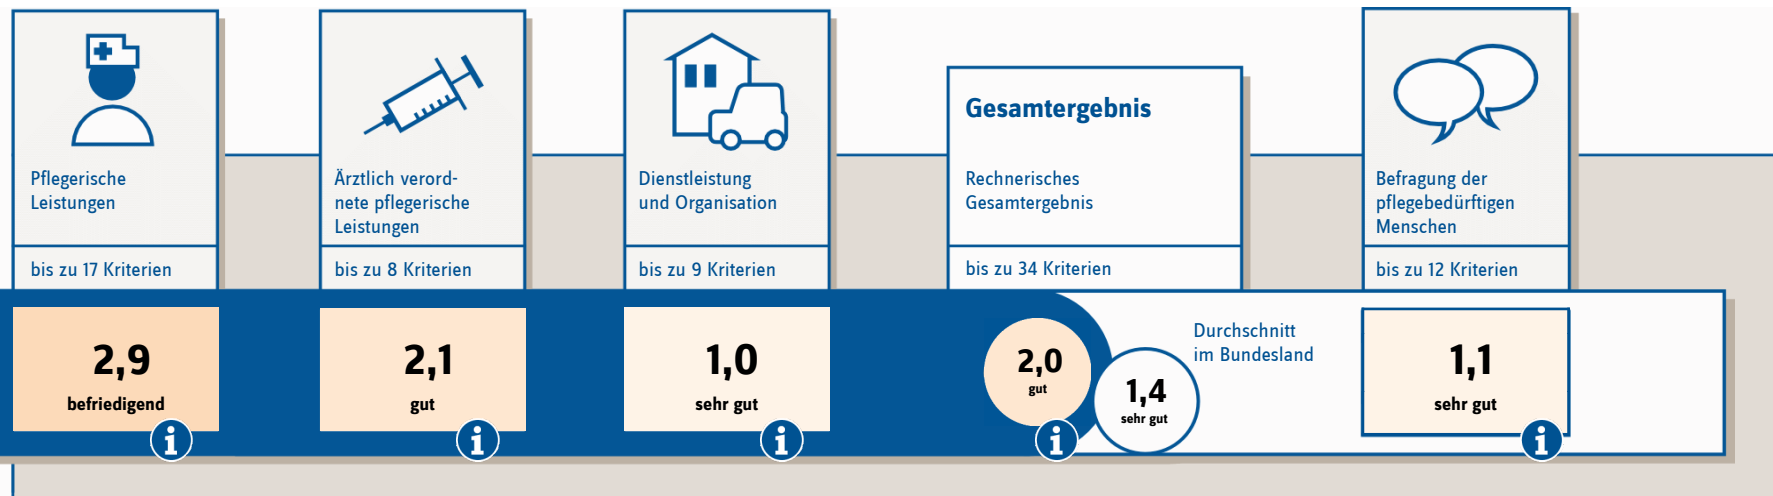 Pflegerische
Leistungen
bis zu 17 Kriterien
2,9
befriedigend
i
Ärztlich verord-
nete pflegerische
Leistungen
bis zu 8 Kriterien
2,1
gut
i
Dienstleistung
und Organisation
bis zu 9 Kriterien
1,0
sehr gut
i
Gesamtergebnis
Rechnerisches
Gesamtergebnis
bis zu 34 Kriterien
2,0
gut
i
1,4
sehr gut
Durchschnitt
im Bundesland
Befragung der
pflegebedürftigen
Menschen
bis zu 12 Kriterien
1,1
sehr gut
i